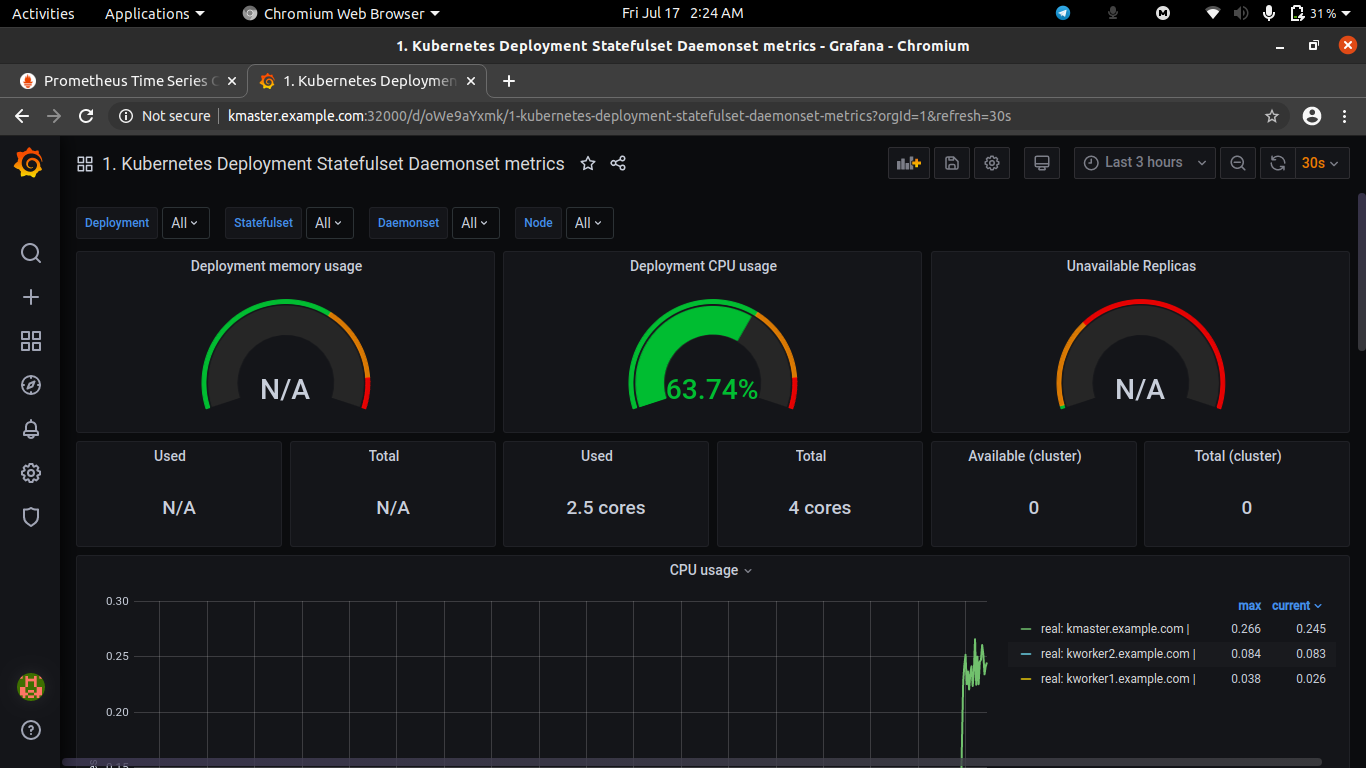 Activities Applications Chromium Web Browser Fri Jul 17 2:24 AM 31%
1. Kubernetes Deployment Statefulset Daemonset metrics - Grafana - Chromium
Prometheus Time Series 1. Kubernetes Deploymen
Not secure kmaster.example.com:32000/d/oWe9aYxmk/1-kubernetes-deployment-statefulset-daemonset-metrics?orgId=1&refresh=30s
1. Kubernetes Deployment Statefulset Daemonset metrics Last 3 hours 30s
Deployment All Statefulset All Daemonset All Node All
Deployment memory usage Deployment CPU usage Unavailable Replicas
N/A 63.74% N/A
Used Total Used Total Available (cluster) Total (cluster)
N/A N/A 2.5 cores 4 cores 0 0
CPU usage
0.30 max current
real: kmaster.example.com | 0.266 0.245
0.25 real: kworker2.example.com | 0.084 0.083
real: kworker1.example.com | 0.038 0.026
0.20